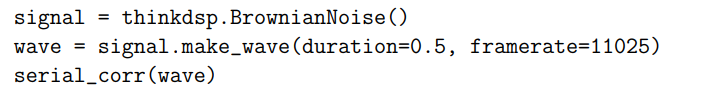 signal = thinkdsp.BrownianNoise()
wave = signal.make_wave(duration=0.5, framerate=11025)
serial_corr(wave)